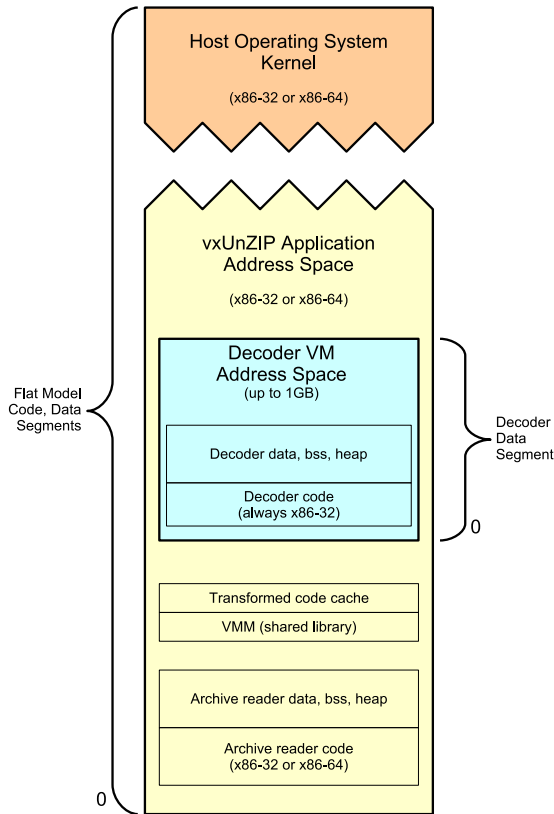 Host Operating System
Kernel
(x86-32 or x86-64)
vxUnZIP Application
Address Space
(x86-32 or x86-64)
Decoder VM
Address Space
(up to 1GB)
Decoder data, bss, heap
Decoder code
(always x86-32)
Flat Model
Code, Data
Segments
Decoder
Data
Segment
0
Transformed code cache
VMM (shared library)
Archive reader data, bss, heap
Archive reader code
(x86-32 or x86-64)
0